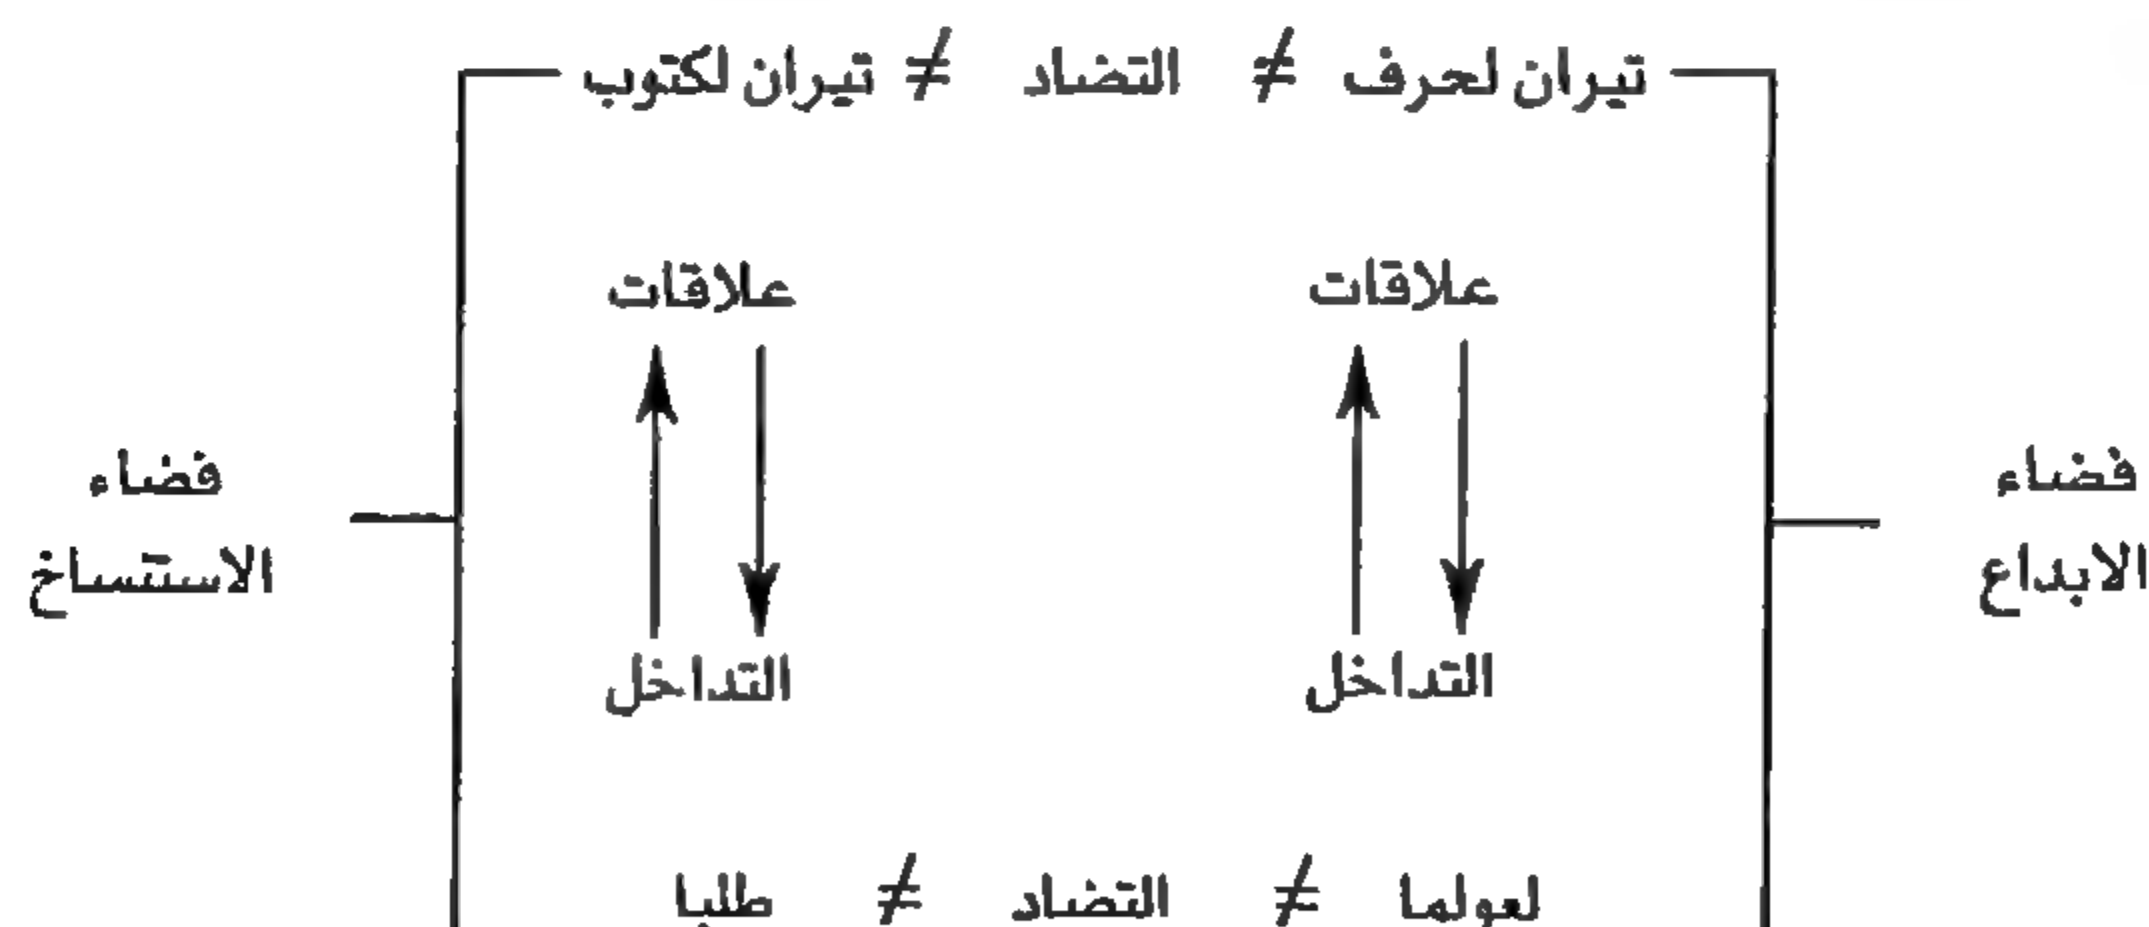 تيران لحرف ≠ التضاد ≠ تيران لكتوب
علاقات علاقات
فضاء فضاء
الابداع الاستنساخ
التداخل التداخل
لعولما ≠ التضاد ≠ طلبا